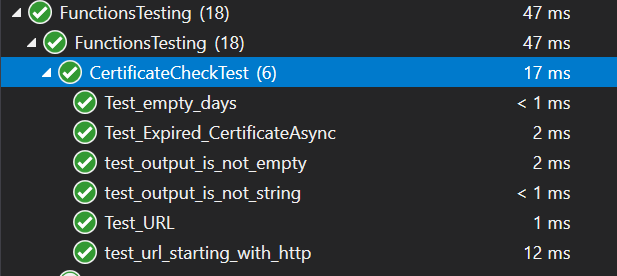 FunctionsTesting (18) 47 ms
FunctionsTesting (18) 47 ms
CertificateCheckTest (6) 17 ms
Test_empty_days < 1 ms
Test_Expired_CertificateAsync 2 ms
test_output_is_not_empty 2 ms
test_output_is_not_string < 1 ms
Test_URL 1 ms
test_url_starting_with_http 12 ms